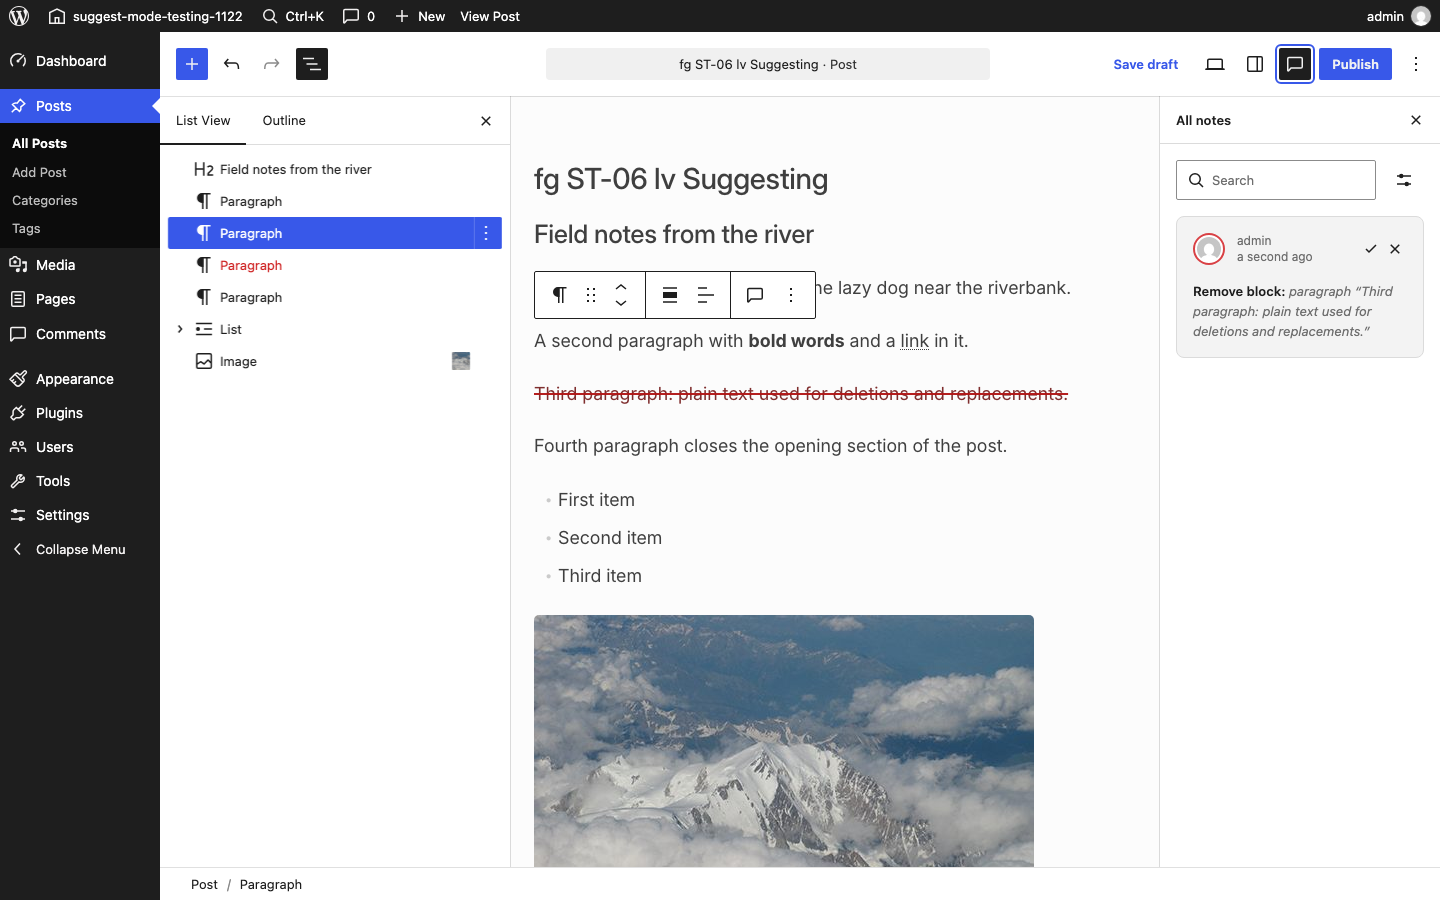 suggest-mode-testing-1122
Ctrl+K
0
New
View Post
admin
Dashboard
Posts
All Posts
Add Post
Categories
Tags
Media
Pages
Comments
Appearance
Plugins
Users
Tools
Settings
Collapse Menu
fg ST-06 lv Suggesting · Post
Save draft
Publish
List View
Outline
H2 Field notes from the river
Paragraph
Paragraph
Paragraph
Paragraph
List
Image
fg ST-06 lv Suggesting
Field notes from the river
he lazy dog near the riverbank.
A second paragraph with bold words and a link in it.
Third paragraph: plain text used for deletions and replacements.
Fourth paragraph closes the opening section of the post.
First item
Second item
Third item
All notes
Search
admin
a second ago
Remove block: paragraph “Third
paragraph: plain text used for
deletions and replacements.”
Post / Paragraph